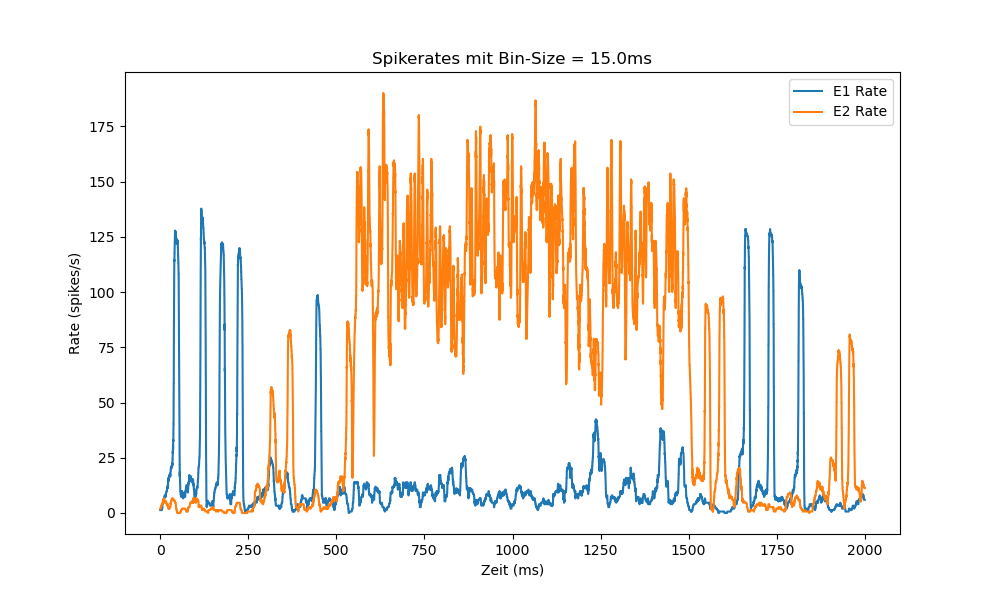 Spikerates mit Bin-Size = 15.0ms
E1 Rate
E2 Rate
Rate (spikes/s)
175
150
125
100
75
50
25
0
0 250 500 750 1000 1250 1500 1750 2000
Zeit (ms)